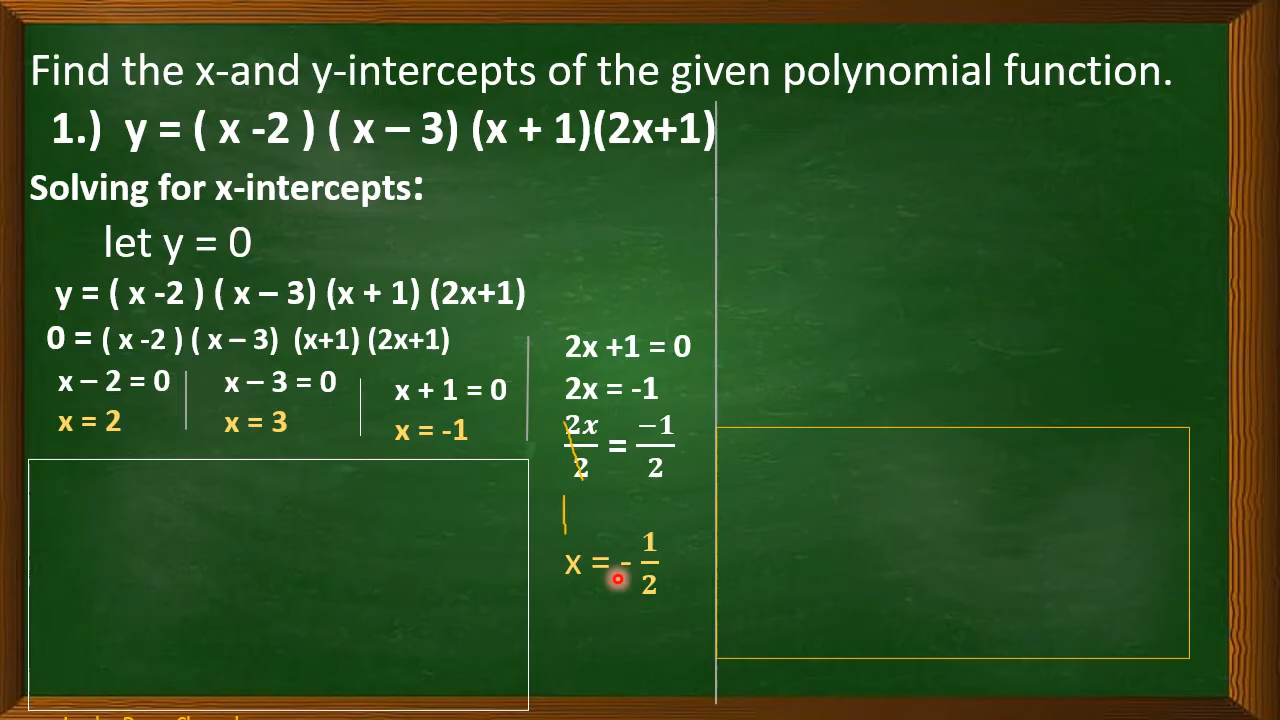 Find the x-and y-intercepts of the given polynomial function.
1.) y = ( x -2 ) ( x – 3) (x + 1)(2x+1)
Solving for x-intercepts:
let y = 0
y = ( x -2 ) ( x – 3) (x + 1) (2x+1)
0 = ( x -2 ) ( x – 3) (x+1) (2x+1)
x – 2 = 0
x = 2
x – 3 = 0
x = 3
x + 1 = 0
x = -1
2x +1 = 0
2x = -1
2x/2 = −1/2
x = - 1/2